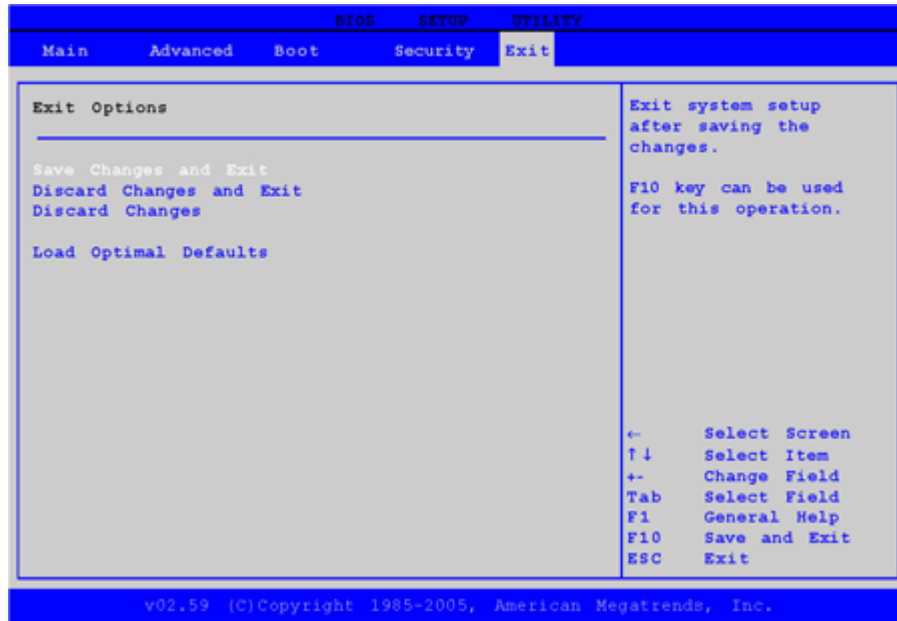 BIOS SETUP UTILITY
Main Advanced Boot Security Exit
Exit Options
Save Changes and Exit
Discard Changes and Exit
Discard Changes
Load Optimal Defaults
Exit system setup
after saving the
changes.
F10 key can be used
for this operation.
← Select Screen
↑↓ Select Item
+- Change Field
Tab Select Field
F1 General Help
F10 Save and Exit
ESC Exit
v02.59 (C)Copyright 1985-2005, American Megatrends, Inc.